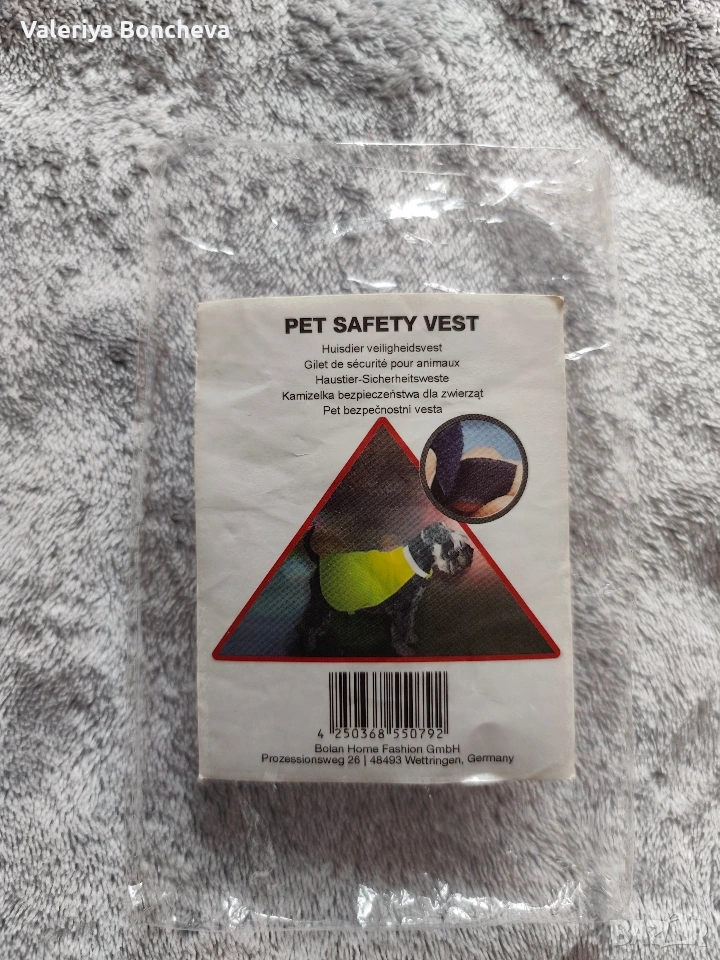 Valeriya Boncheva
PET SAFETY VEST
Huisdier veiligheidsvest
Gilet de sécurité pour animaux
Haustier-Sicherheitsweste
Kamizelka bezpieczeństwa dla zwierząt
Pet bezpečnostní vesta
4 250368 550792
Bolan Home Fashion GmbH
Prozessionsweg 26 | 48493 Wettringen, Germany